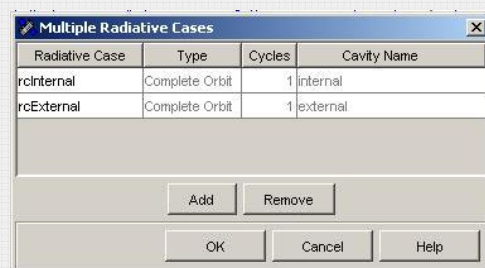 Multiple Radiative Cases
Radiative Case Type Cycles Cavity Name
rcInternal Complete Orbit 1 internal
rcExternal Complete Orbit 1 external
Add Remove
OK Cancel Help